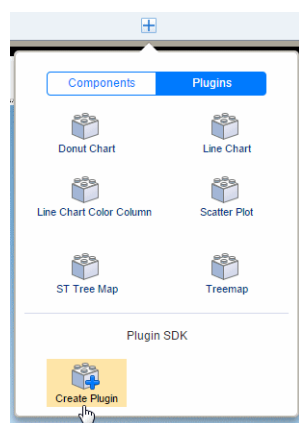 Components Plugins
Donut Chart Line Chart
Line Chart Color Column Scatter Plot
ST Tree Map Treemap
Plugin SDK
Create Plugin